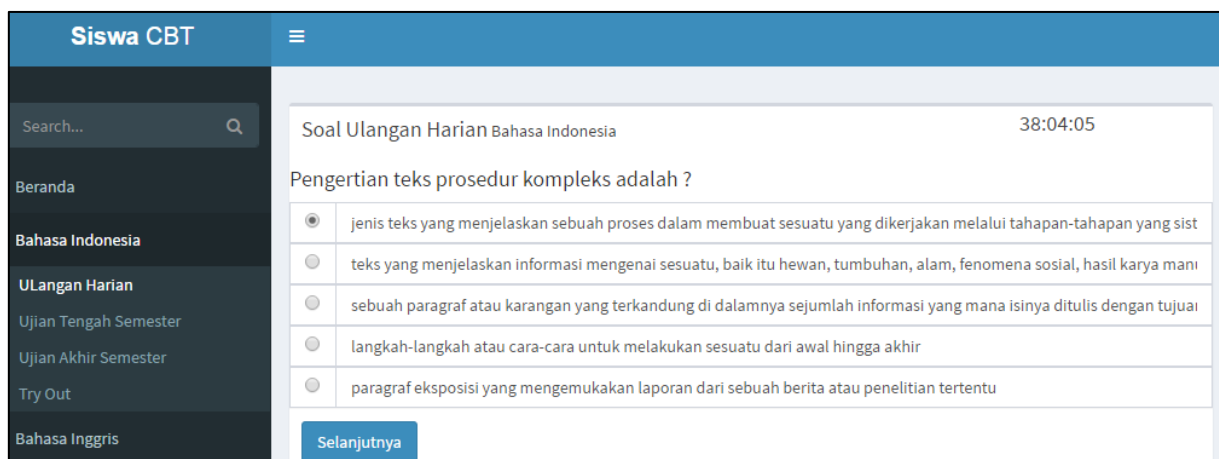 Siswa CBT
Search...
Beranda
Bahasa Indonesia
ULangan Harian
Ujian Tengah Semester
Ujian Akhir Semester
Try Out
Bahasa Inggris
Soal Ulangan Harian Bahasa Indonesia 38:04:05
Pengertian teks prosedur kompleks adalah ?
jenis teks yang menjelaskan sebuah proses dalam membuat sesuatu yang dikerjakan melalui tahapan-tahapan yang sist
teks yang menjelaskan informasi mengenai sesuatu, baik itu hewan, tumbuhan, alam, fenomena sosial, hasil karya
sebuah paragraf atau karangan yang terkandung di dalamnya sejumlah informasi yang mana isinya ditulis dengan
langkah-langkah atau cara-cara untuk melakukan sesuatu dari awal hingga akhir
paragraf eksposisi yang mengemukakan laporan dari sebuah berita atau penelitian tertentu
Selanjutnya